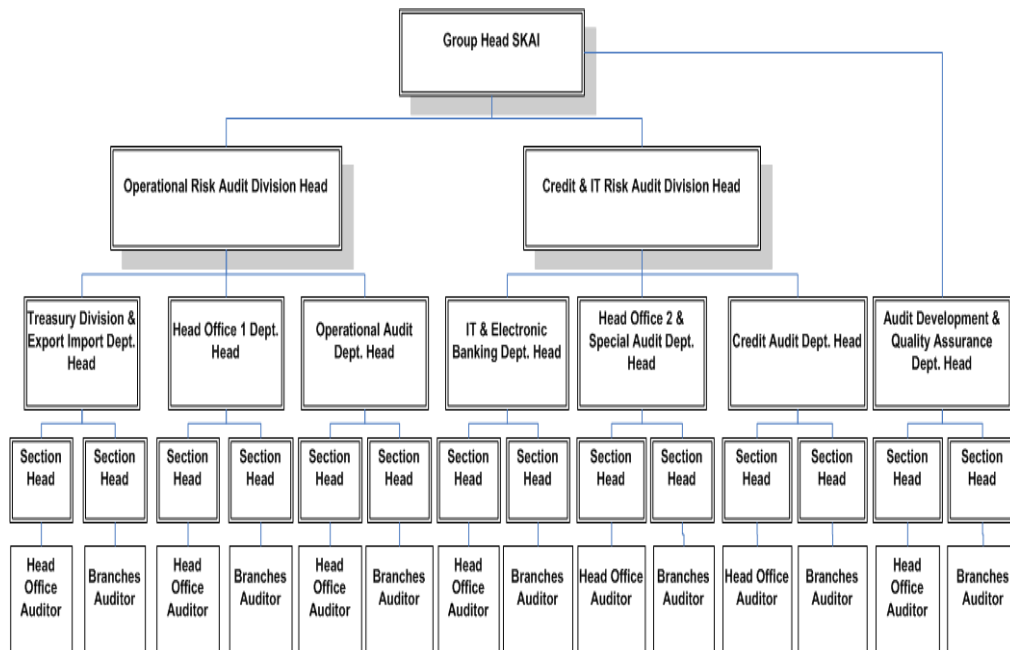 Group Head SKAI
Operational Risk Audit Division Head
Credit & IT Risk Audit Division Head
Treasury Division &
Export Import Dept.
Head
Head Office 1 Dept.
Head
Operational Audit
Dept. Head
IT & Electronic
Banking Dept. Head
Head Office 2 &
Special Audit Dept.
Head
Credit Audit Dept. Head
Audit Development &
Quality Assurance
Dept. Head
Section
Head
Section
Head
Section
Head
Section
Head
Section
Head
Section
Head
Section
Head
Section
Head
Section
Head
Section
Head
Section
Head
Section
Head
Section
Head
Section
Head
Head
Office
Auditor
Branches
Auditor
Head
Office
Auditor
Branches
Auditor
Head
Office
Auditor
Branches
Auditor
Head
Office
Auditor
Branches
Auditor
Head Office
Auditor
Branches
Auditor
Head Office
Auditor
Branches
Auditor
Head
Office
Auditor
Branches
Auditor